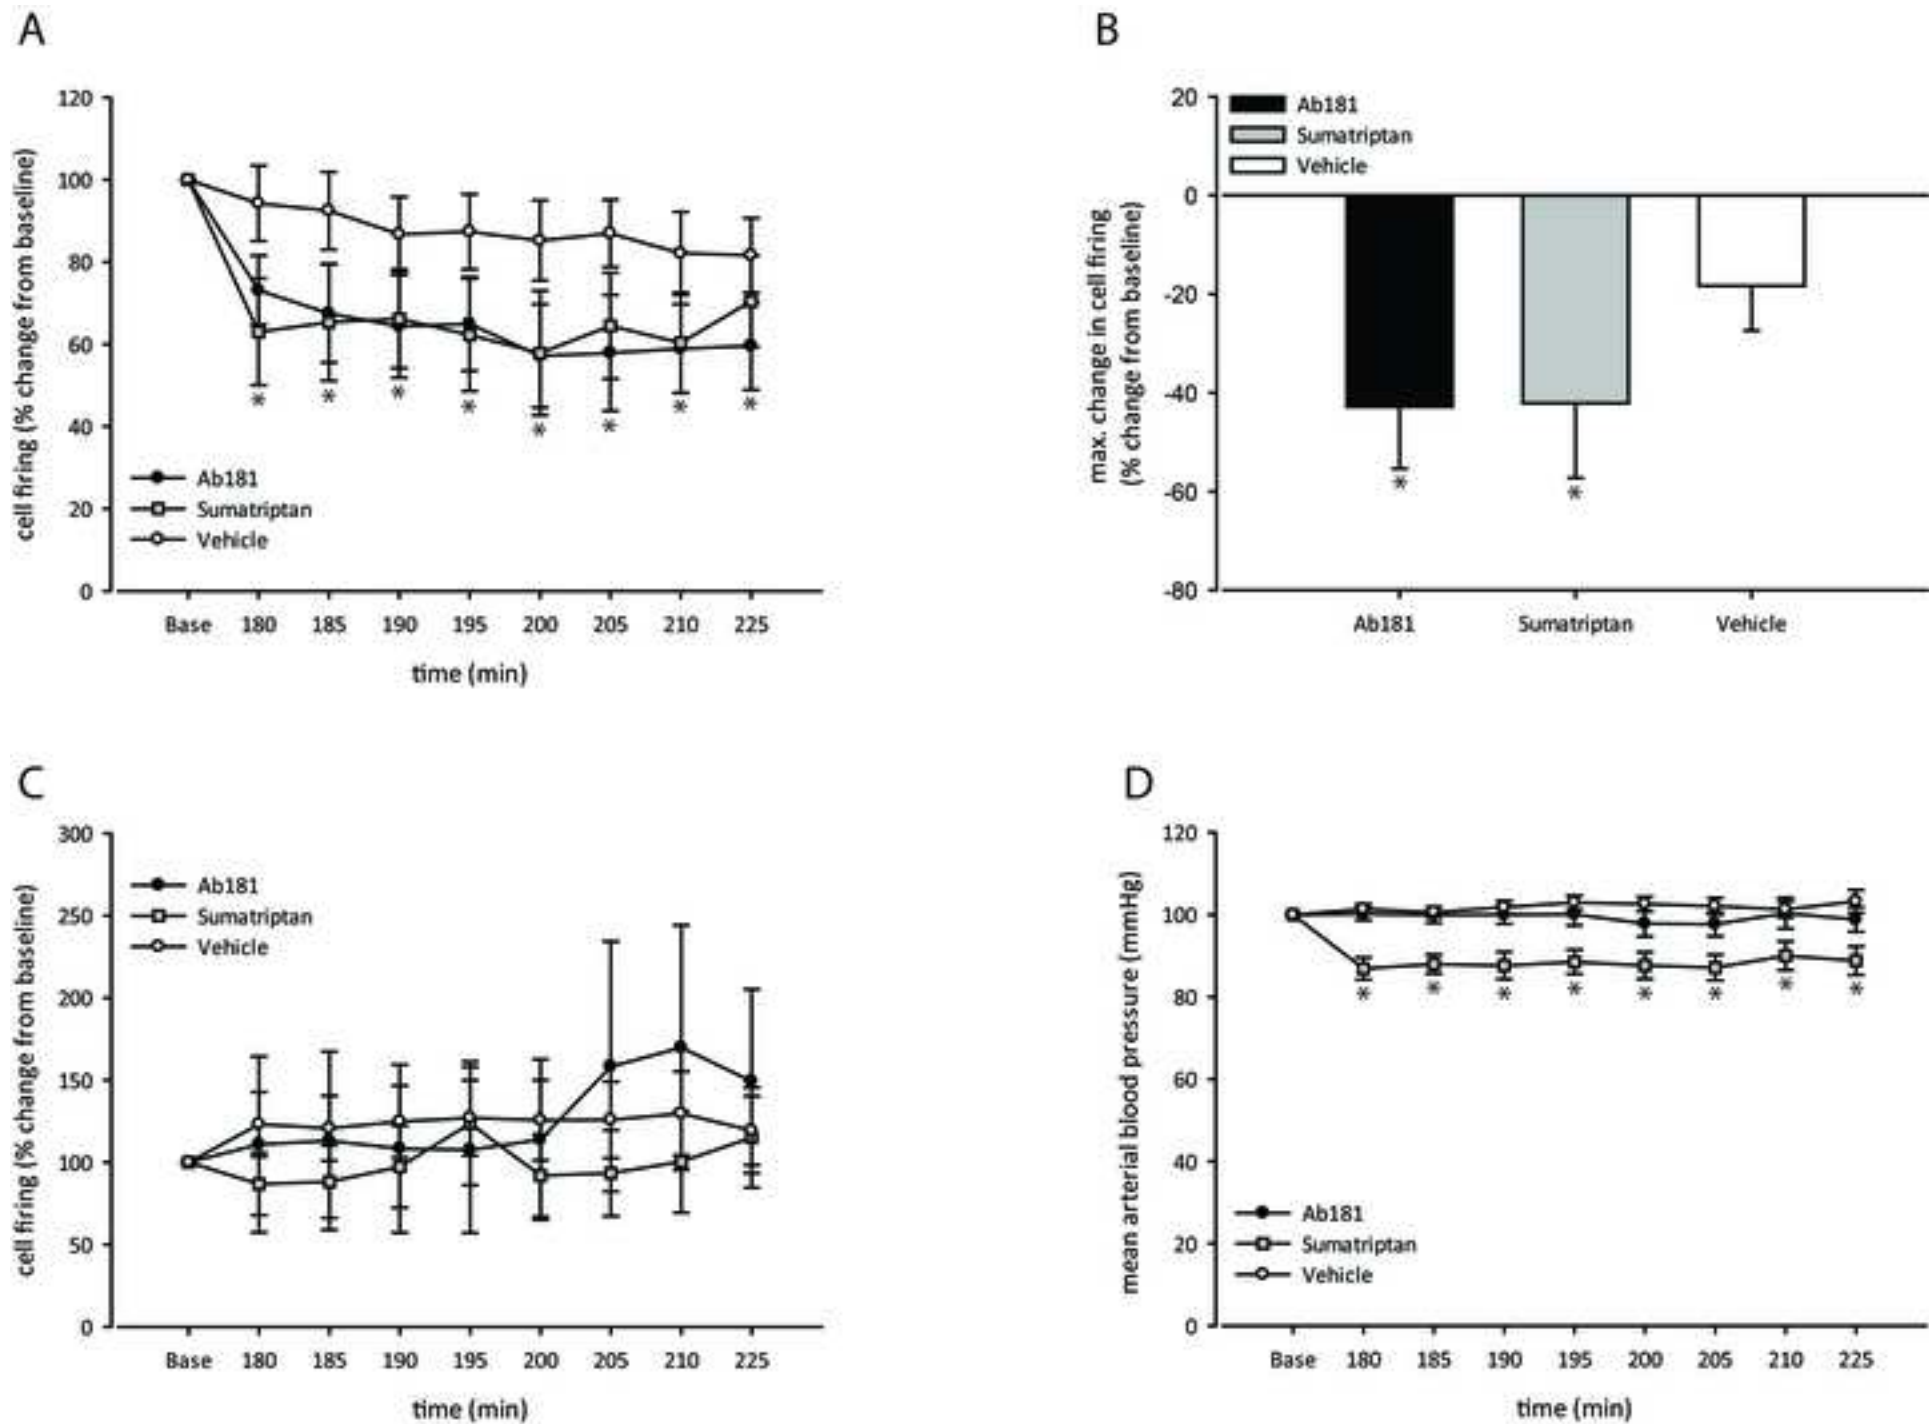 A
cell firing (% change from baseline)
120
100
80
60
40
20
0
* * * * * * * *
Ab181
Sumatriptan
Vehicle
Base 180 185 190 195 200 205 210 225
time (min)
B
max. change in cell firing
(% change from baseline)
20
0
-20
-40
-60
-80
Ab181
Sumatriptan
Vehicle
* *
Ab181 Sumatriptan Vehicle
C
cell firing (% change from baseline)
300
250
200
150
100
50
0
Ab181
Sumatriptan
Vehicle
Base 180 185 190 195 200 205 210 225
time (min)
D
mean arterial blood pressure (mmHg)
120
100
80
60
40
20
0
* * * * * * * *
Ab181
Sumatriptan
Vehicle
Base 180 185 190 195 200 205 210 225
time (min)